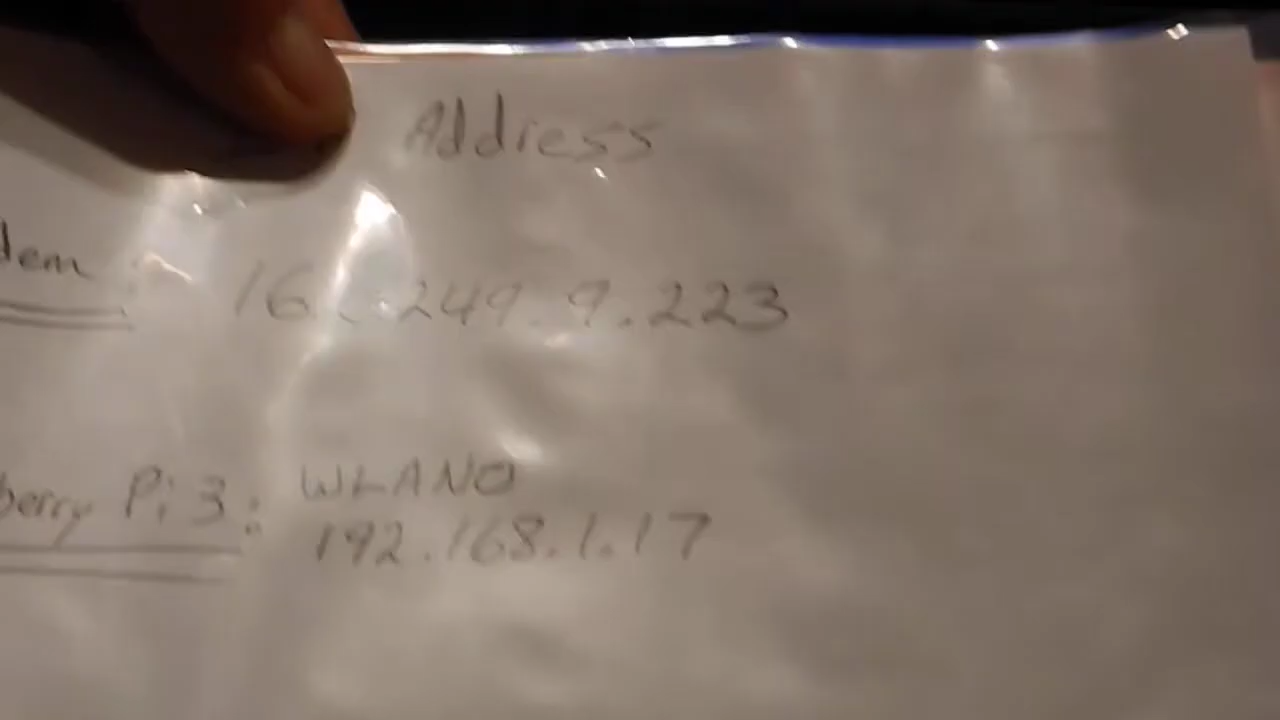 Address
dem : 249.9.223
berry Pi 3: WLAN0
192.168.1.17